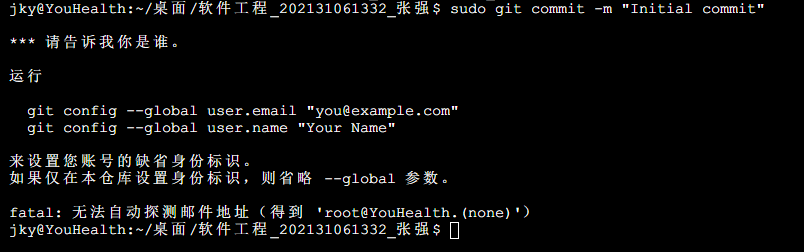 jky@YouHealth:~/桌面/软件工程_202131061332_张强$ sudo git commit -m "Initial commit"
*** 请告诉我你是谁。
运行
git config --global user.email "you@example.com"
git config --global user.name "Your Name"
来设置您账号的缺省身份标识。
如果仅在本仓库设置身份标识，则省略 --global 参数。
fatal: 无法自动探测邮件地址（得到 'root@YouHealth.(none)'）
jky@YouHealth:~/桌面/软件工程_202131061332_张强$